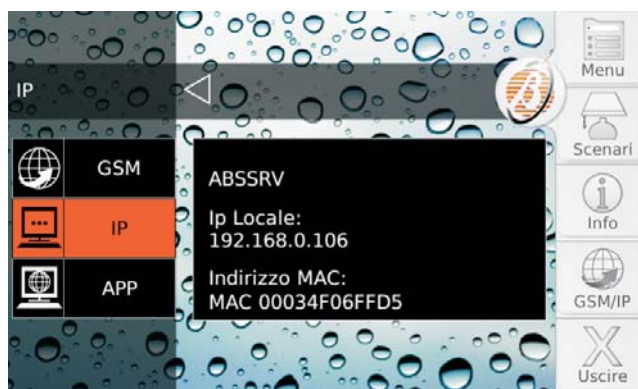 IP
GSM
IP
APP
ABSSRV
Ip Locale:
192.168.0.106
Indirizzo MAC:
MAC 00034F06FFD5
Menu
Scenari
Info
GSM/IP
Uscire